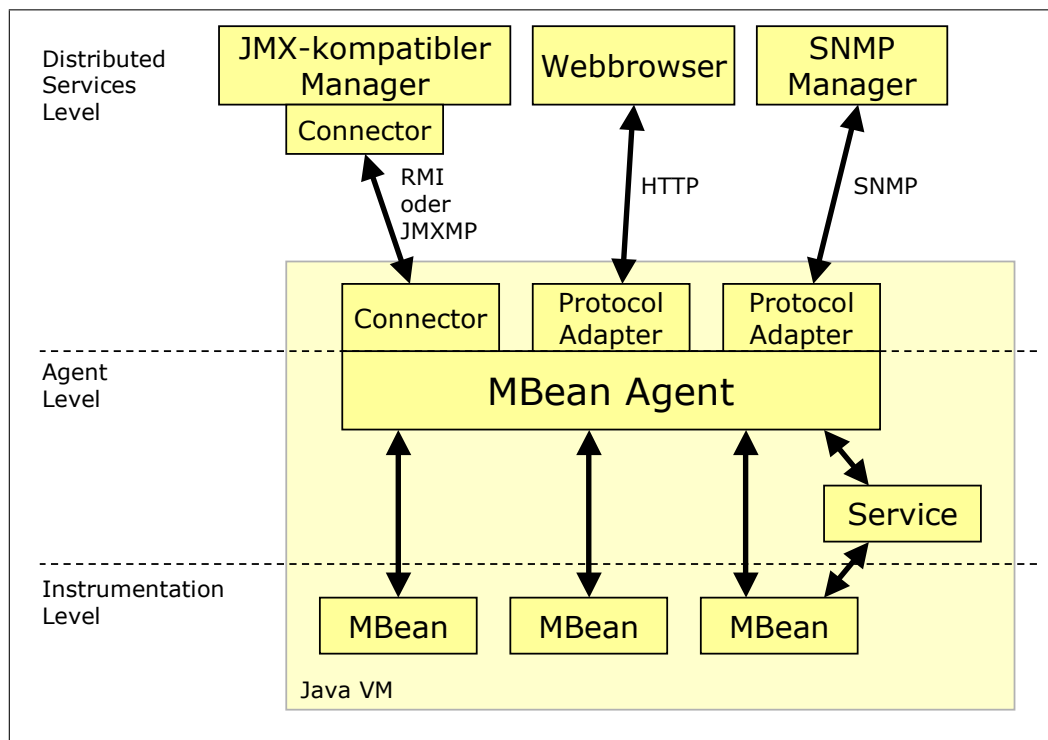 Distributed
Services
Level
JMX-kompatibler
Manager
Connector
Webbrowser
SNMP
Manager
RMI
oder
JMXMP
HTTP
SNMP
Connector
Protocol
Adapter
Protocol
Adapter
Agent
Level
MBean Agent
Service
Instrumentation
Level
MBean
MBean
MBean
Java VM